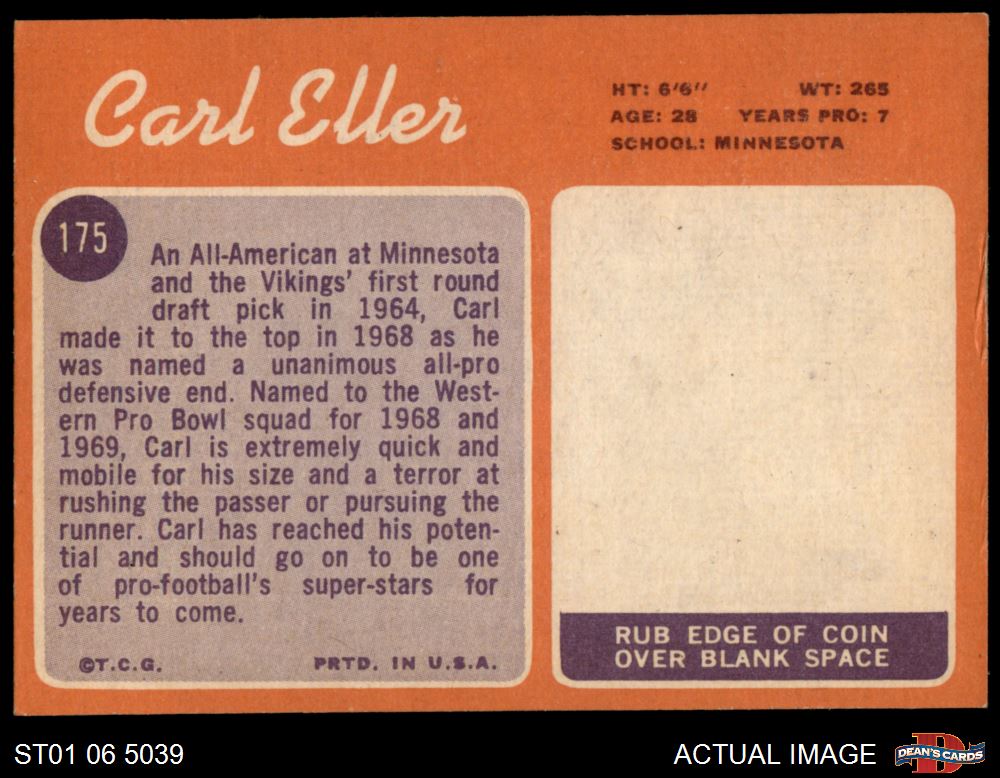 Carl Eller
HT: 6'6" WT: 265
AGE: 28 YEARS PRO: 7
SCHOOL: MINNESOTA
175
An All-American at Minnesota
and the Vikings' first round
draft pick in 1964, Carl
made it to the top in 1968 as he
was named a unanimous all-pro
defensive end. Named to the West-
ern Pro Bowl squad for 1968 and
1969, Carl is extremely quick and
mobile for his size and a terror at
rushing the passer or pursuing the
runner. Carl has reached his poten-
tial and should go on to be one
of pro-football's super-stars for
years to come.
©T.C.G. PRTD. IN U.S.A.
RUB EDGE OF COIN
OVER BLANK SPACE
ST01 06 5039
ACTUAL IMAGE
D
DEAN'S CARDS